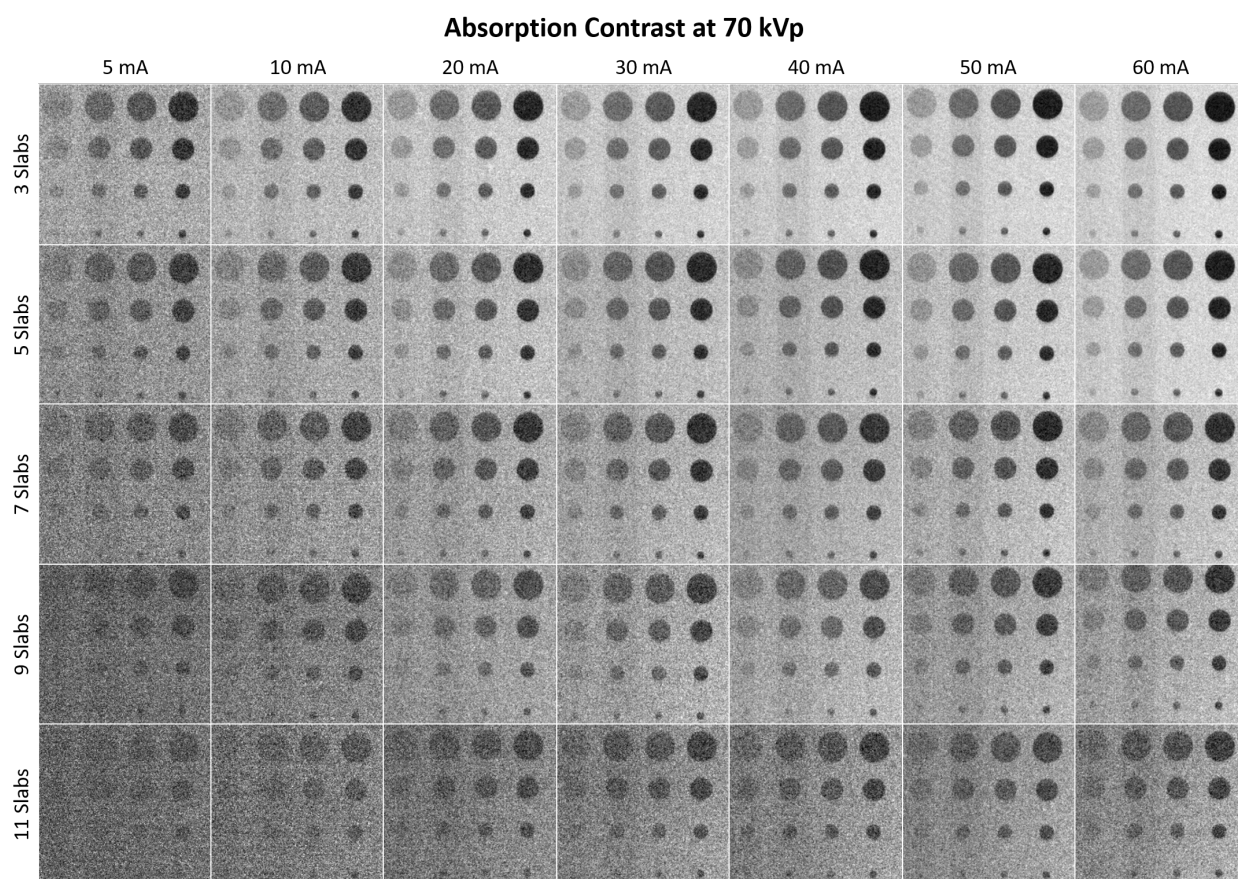 Absorption Contrast at 70 kVp
5 mA
10 mA
20 mA
30 mA
40 mA
50 mA
60 mA
3 Slabs
5 Slabs
7 Slabs
9 Slabs
11 Slabs